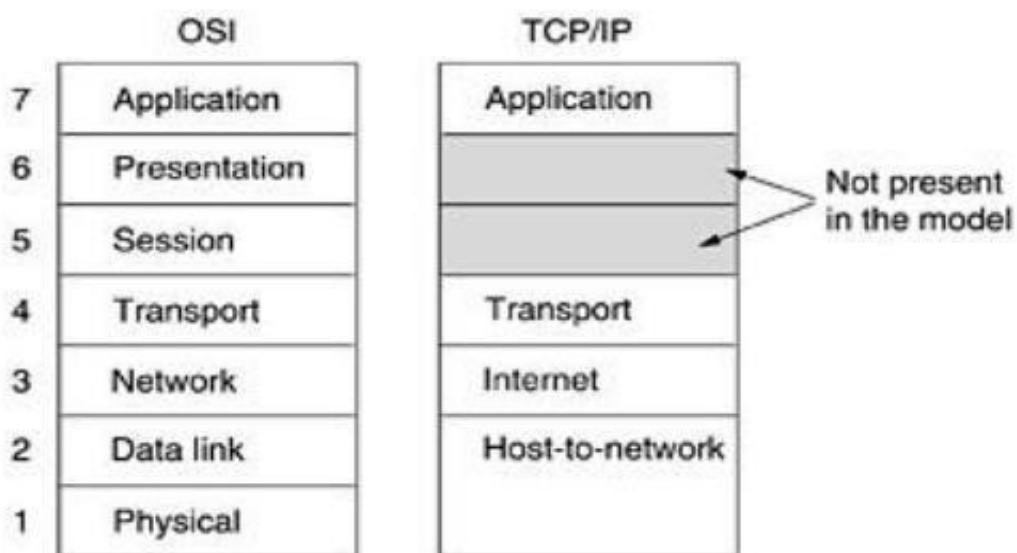 OSI TCP/IP
7 Application Application
6 Presentation
5 Session
Not present
in the model
4 Transport Transport
3 Network Internet
2 Data link Host-to-network
1 Physical